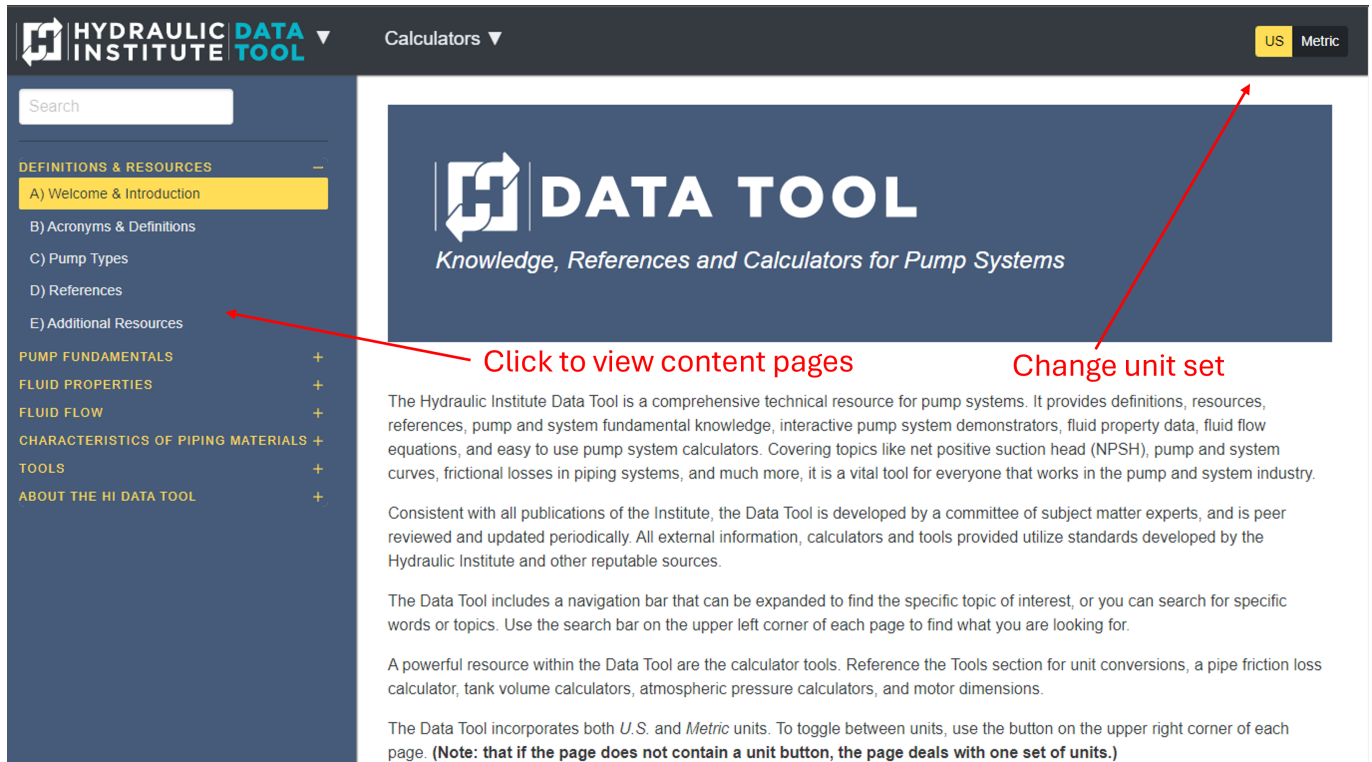 HYDRAULIC DATA ▼ Calculators ▼ US Metric
INSTITUTE TOOL
Search
DEFINITIONS & RESOURCES −
A) Welcome & Introduction
B) Acronyms & Definitions
C) Pump Types
D) References
E) Additional Resources
PUMP FUNDAMENTALS +
FLUID PROPERTIES +
FLUID FLOW +
CHARACTERISTICS OF PIPING MATERIALS +
TOOLS +
ABOUT THE HI DATA TOOL +
DATA TOOL
Knowledge, References and Calculators for Pump Systems
Click to view content pages
Change unit set
The Hydraulic Institute Data Tool is a comprehensive technical resource for pump systems. It provides definitions, resources,
references, pump and system fundamental knowledge, interactive pump system demonstrators, fluid property data, fluid flow
equations, and easy to use pump system calculators. Covering topics like net positive suction head (NPSH), pump and system
curves, frictional losses in piping systems, and much more, it is a vital tool for everyone that works in the pump and system industry.
Consistent with all publications of the Institute, the Data Tool is developed by a committee of subject matter experts, and is peer
reviewed and updated periodically. All external information, calculators and tools provided utilize standards developed by the
Hydraulic Institute and other reputable sources.
The Data Tool includes a navigation bar that can be expanded to find the specific topic of interest, or you can search for specific
words or topics. Use the search bar on the upper left corner of each page to find what you are looking for.
A powerful resource within the Data Tool are the calculator tools. Reference the Tools section for unit conversions, a pipe friction loss
calculator, tank volume calculators, atmospheric pressure calculators, and motor dimensions.
The Data Tool incorporates both U.S. and Metric units. To toggle between units, use the button on the upper right corner of each
page. (Note: that if the page does not contain a unit button, the page deals with one set of units.)